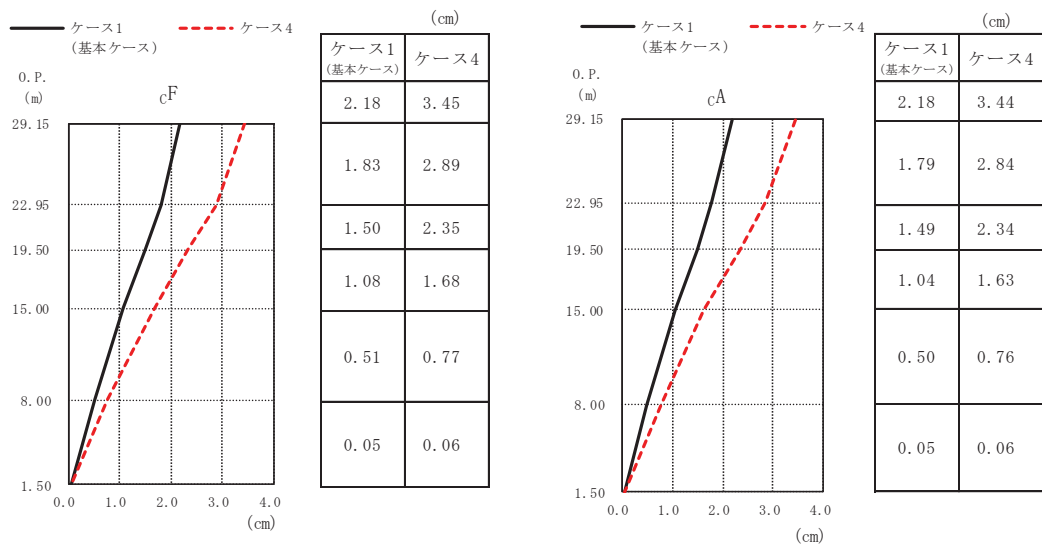 ケース1
(基本ケース)
ケース4
O.P.
(m)
cF
29.15
22.95
19.50
15.00
8.00
1.50
0.0 1.0 2.0 3.0 4.0
(cm)
(cm)
ケース1 ケース4
(基本ケース)
2.18 3.45
1.83 2.89
1.50 2.35
1.08 1.68
0.51 0.77
0.05 0.06
ケース1
(基本ケース)
ケース4
O.P.
(m)
cA
29.15
22.95
19.50
15.00
8.00
1.50
0.0 1.0 2.0 3.0 4.0
(cm)
(cm)
ケース1 ケース4
(基本ケース)
2.18 3.44
1.79 2.84
1.49 2.34
1.04 1.63
0.50 0.76
0.05 0.06